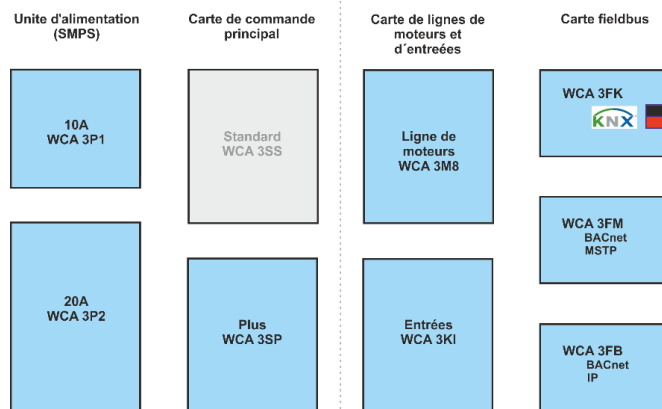 Unite d'alimentation
(SMPS)
10A
WCA 3P1
20A
WCA 3P2
Carte de commande
principal
Standard
WCA 3SS
Plus
WCA 3SP
Carte de lignes de
moteurs et
d´entreées
Ligne de
moteurs
WCA 3M8
Entrées
WCA 3KI
Carte fieldbus
WCA 3FK
KNX
WCA 3FM
BACnet
MSTP
WCA 3FB
BACnet
IP